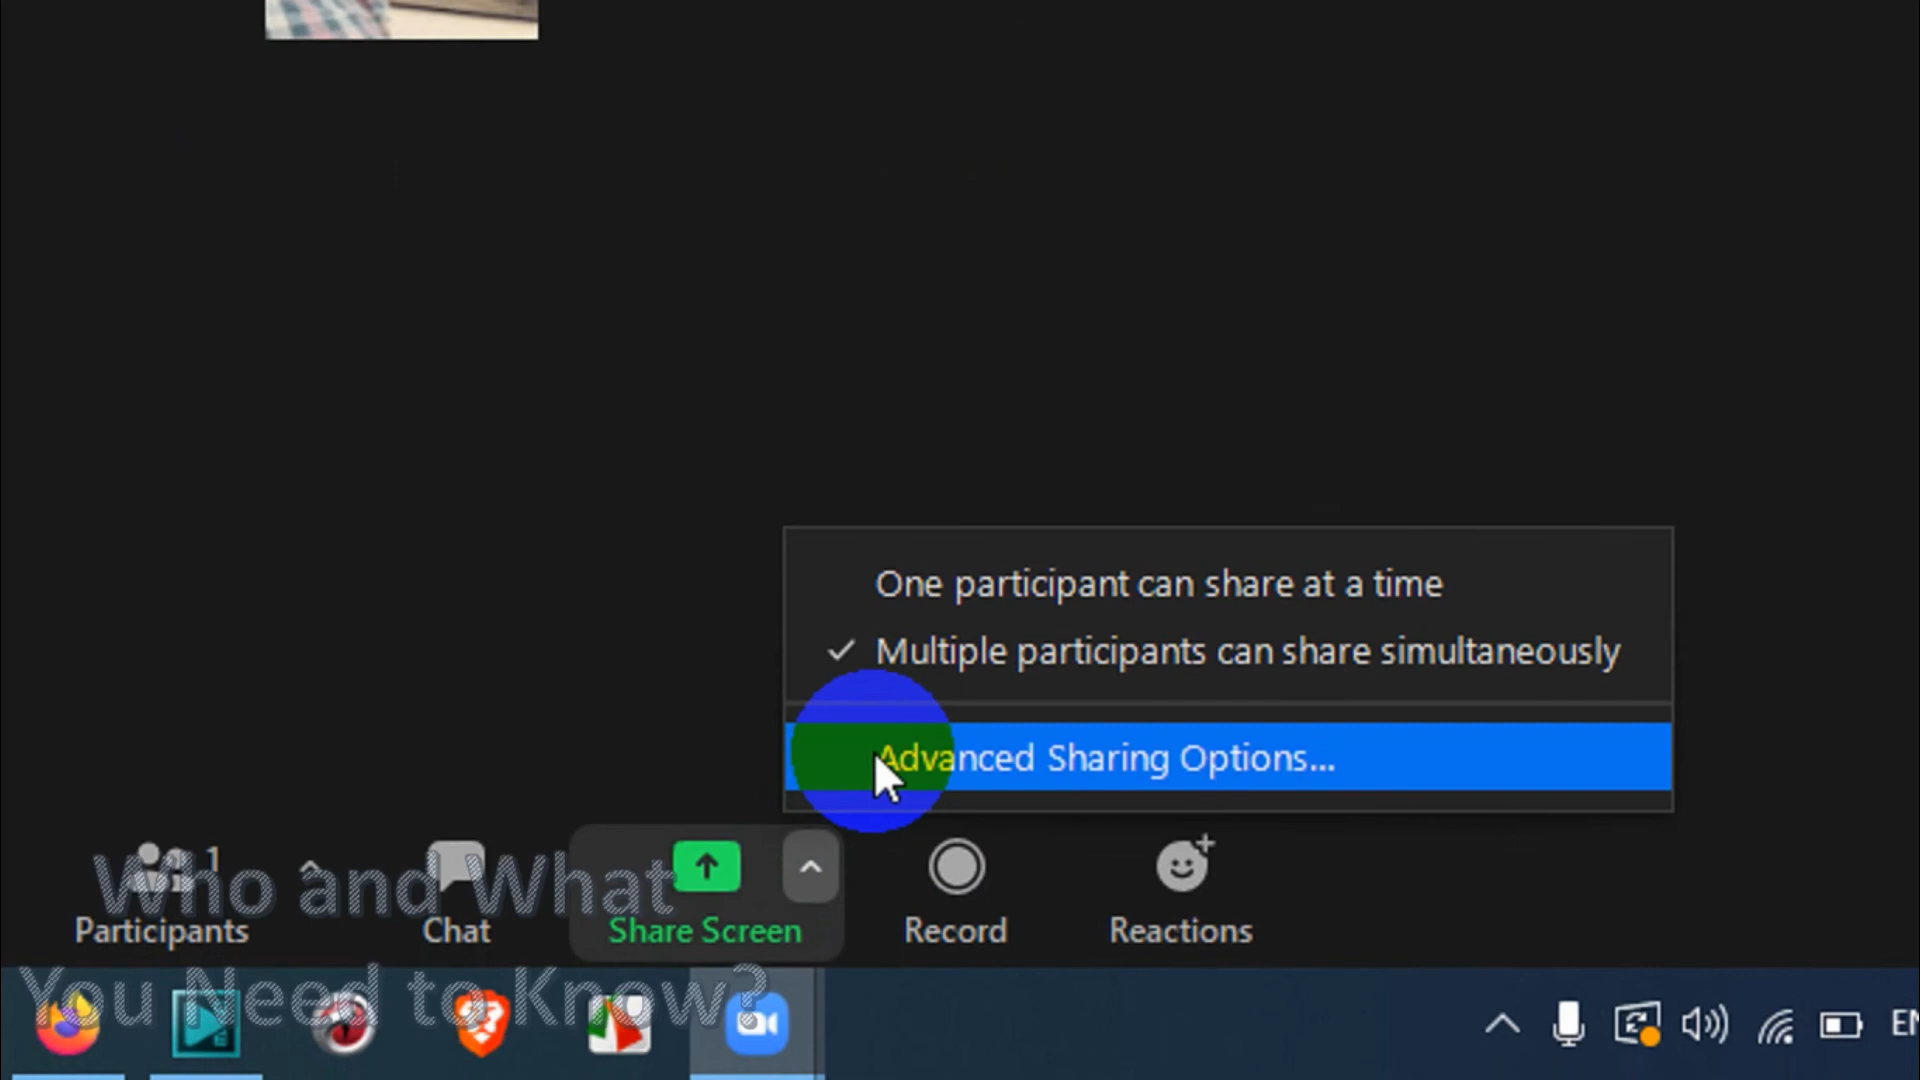 One participant can share at a time
Multiple participants can share simultaneously
Advanced Sharing Options...
1
Participants
Chat
Share Screen
Record
Reactions
Who and What
You Need to Know?